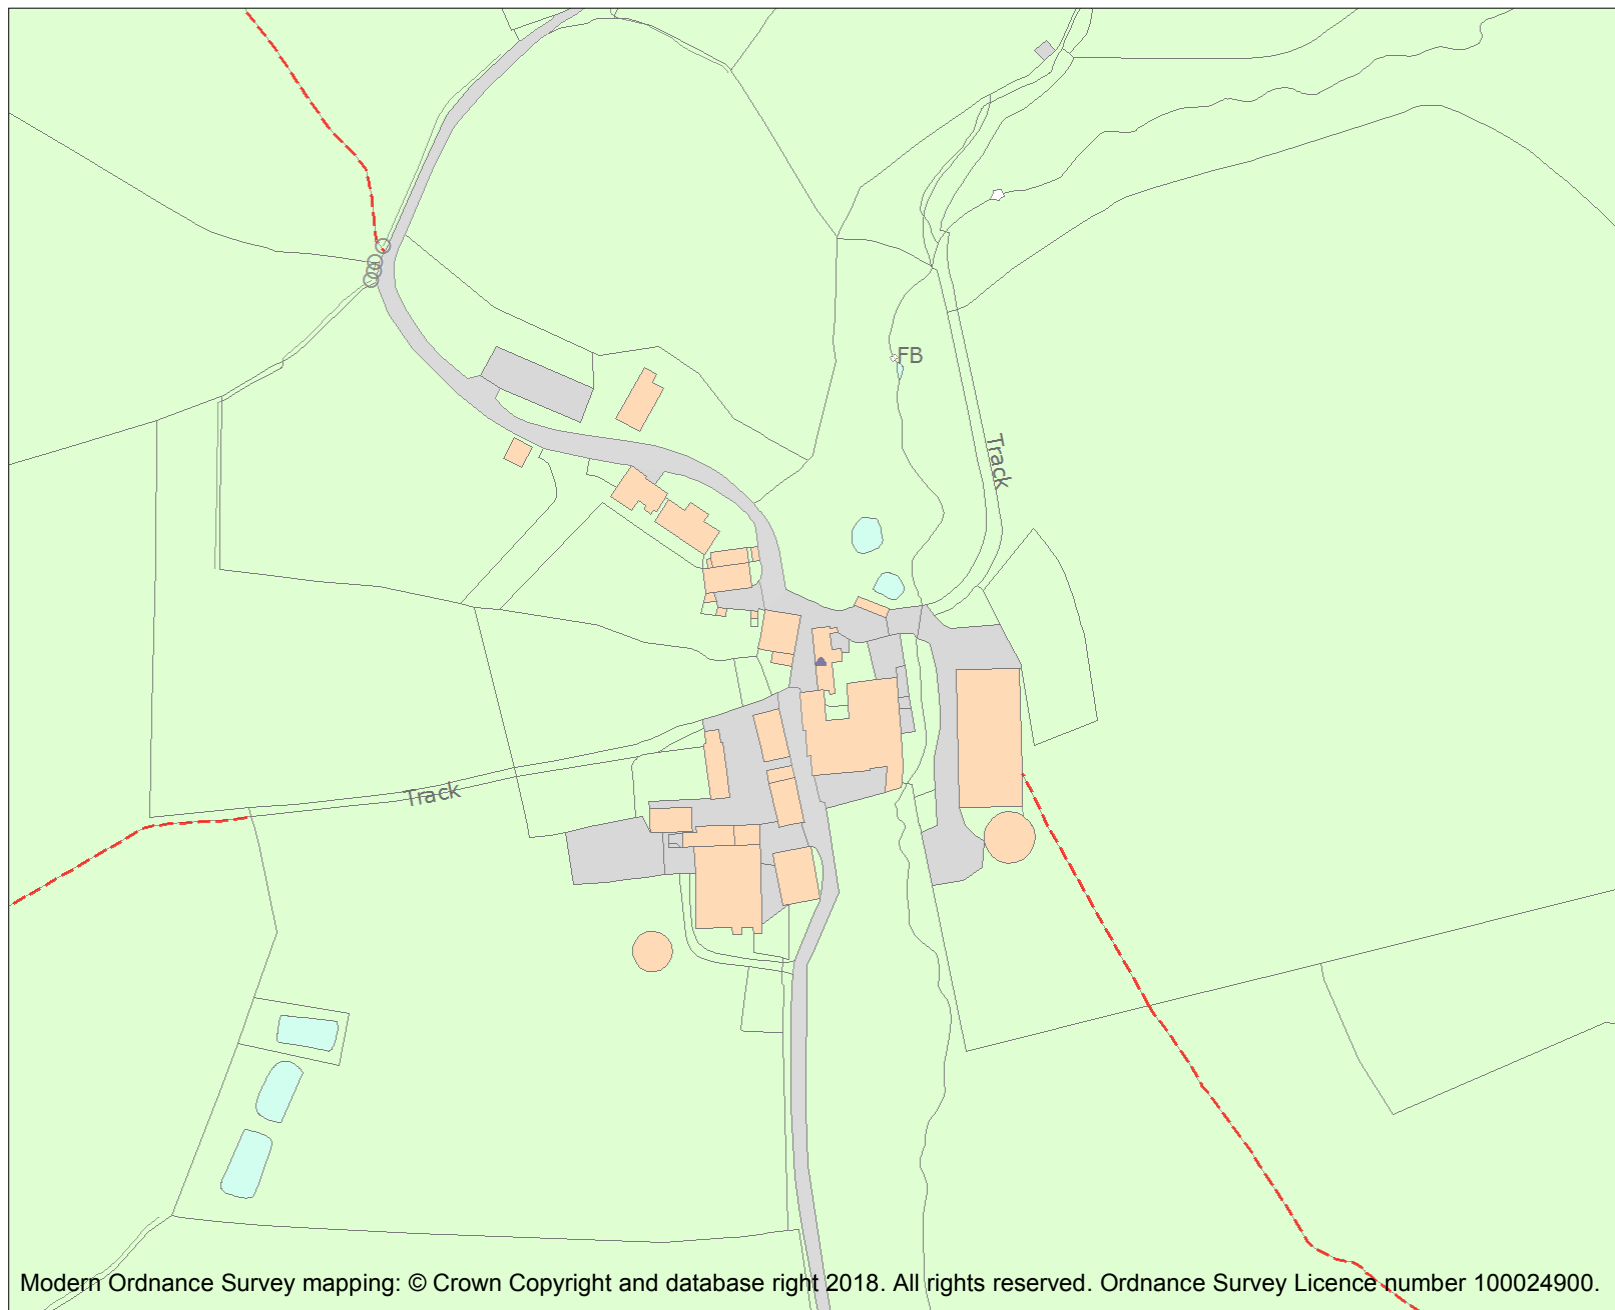 FB
Track
Track
Modern Ordnance Survey mapping: © Crown Copyright and database right 2018. All rights reserved. Ordnance Survey Licence number 100024900.